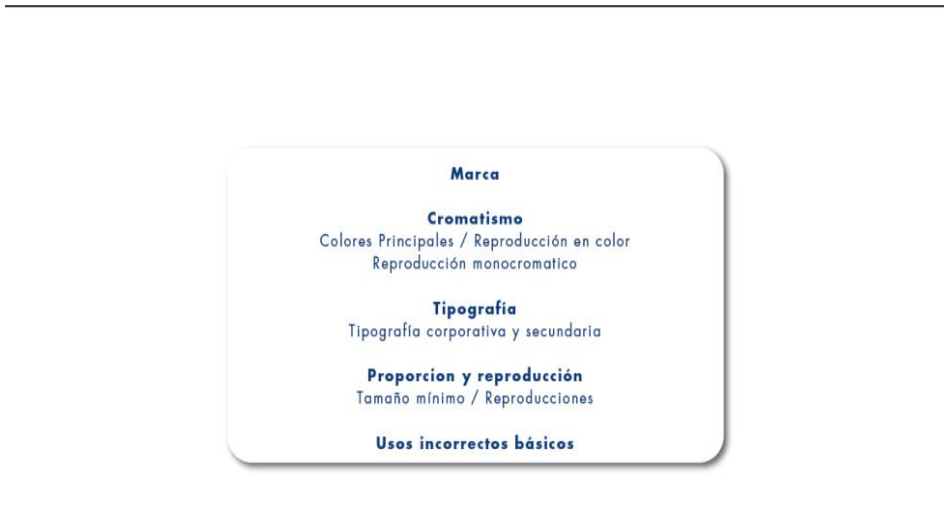 Marca
Cromatismo
Colores Principales / Reproducción en color
Reproducción monocromatico
Tipografía
Tipografía corporativa y secundaria
Proporcion y reproducción
Tamaño mínimo / Reproducciones
Usos incorrectos básicos